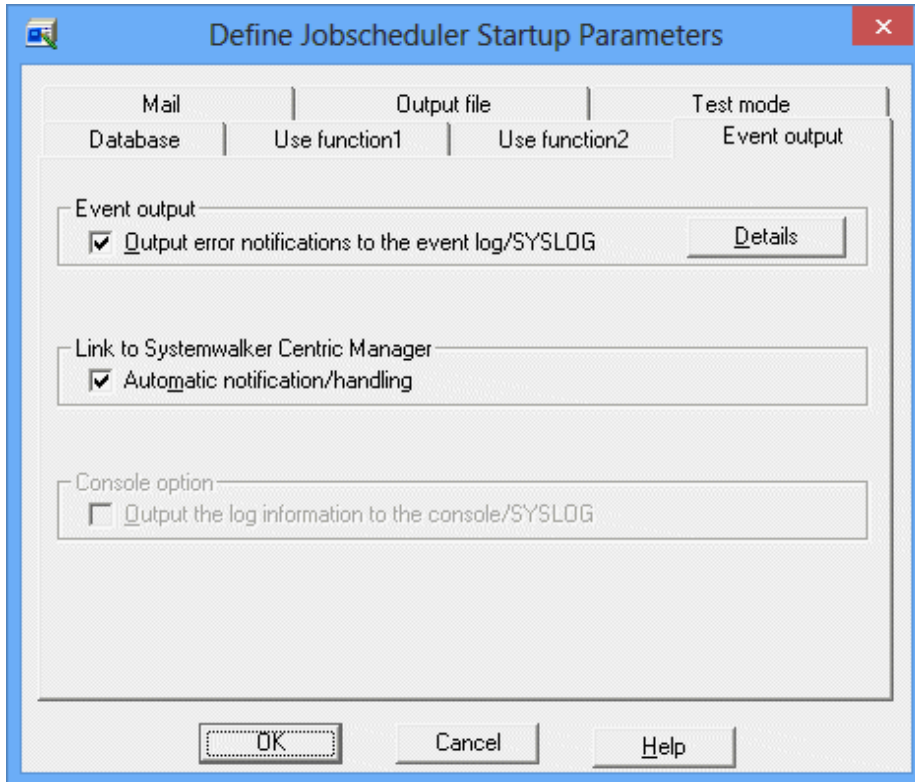 Define Jobscheduler Startup Parameters
Mail Output file Test mode
Database Use function1 Use function2 Event output
Event output
Output error notifications to the event log/SYSLOG Details
Link to Systemwalker Centric Manager
Automatic notification/handling
Console option
Output the log information to the console/SYSLOG
OK Cancel Help